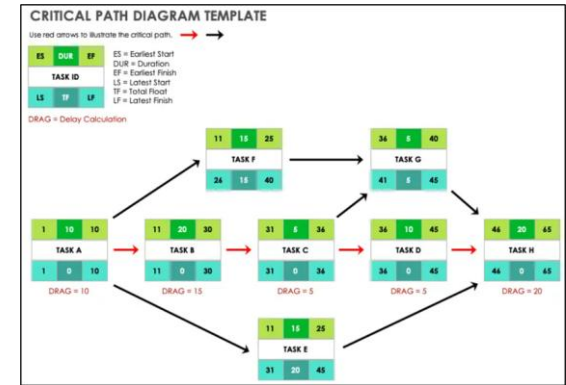 CRITICAL PATH DIAGRAM TEMPLATE
Use red arrows to illustrate the critical path.
ES DUR EF
TASK ID
LS TF LF
ES = Earliest Start
DUR = Duration
EF = Earliest Finish
LS = Latest Start
TF = Total Float
LF = Latest Finish
DRAG = Delay Calculation
11 15 25
TASK F
26 15 40
36 5 40
TASK G
41 5 45
1 10 10
TASK A
1 0 10
DRAG = 10
11 20 30
TASK B
11 0 30
DRAG = 15
31 5 36
TASK C
31 0 36
DRAG = 5
36 10 45
TASK D
36 0 45
DRAG = 5
46 20 65
TASK H
46 0 65
DRAG = 20
11 15 25
TASK E
31 20 45